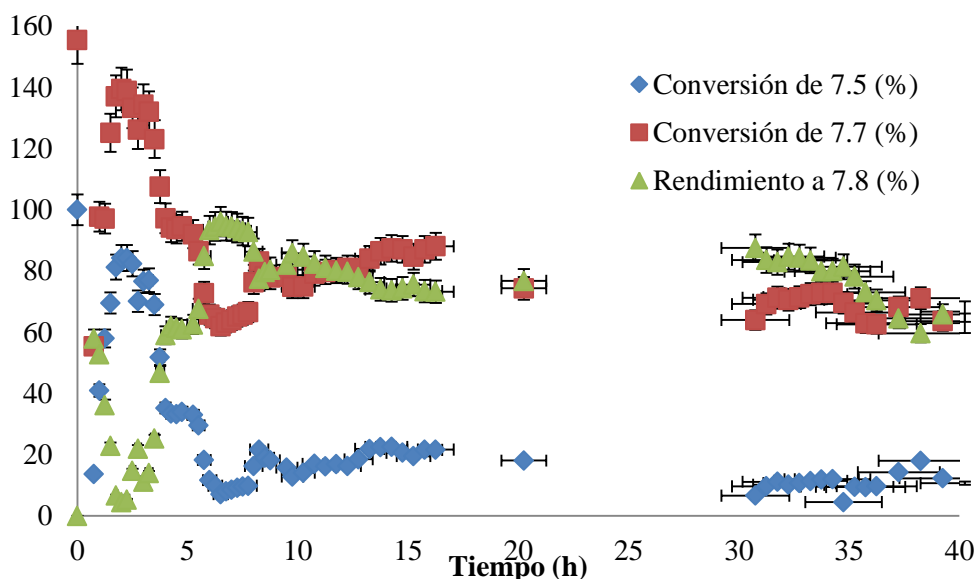 160
140
120
100
80
60
40
20
0
Conversión de 7.5 (%)
Conversión de 7.7 (%)
Rendimiento a 7.8 (%)
0 5 10 15 20 25 30 35 40
Tiempo (h)